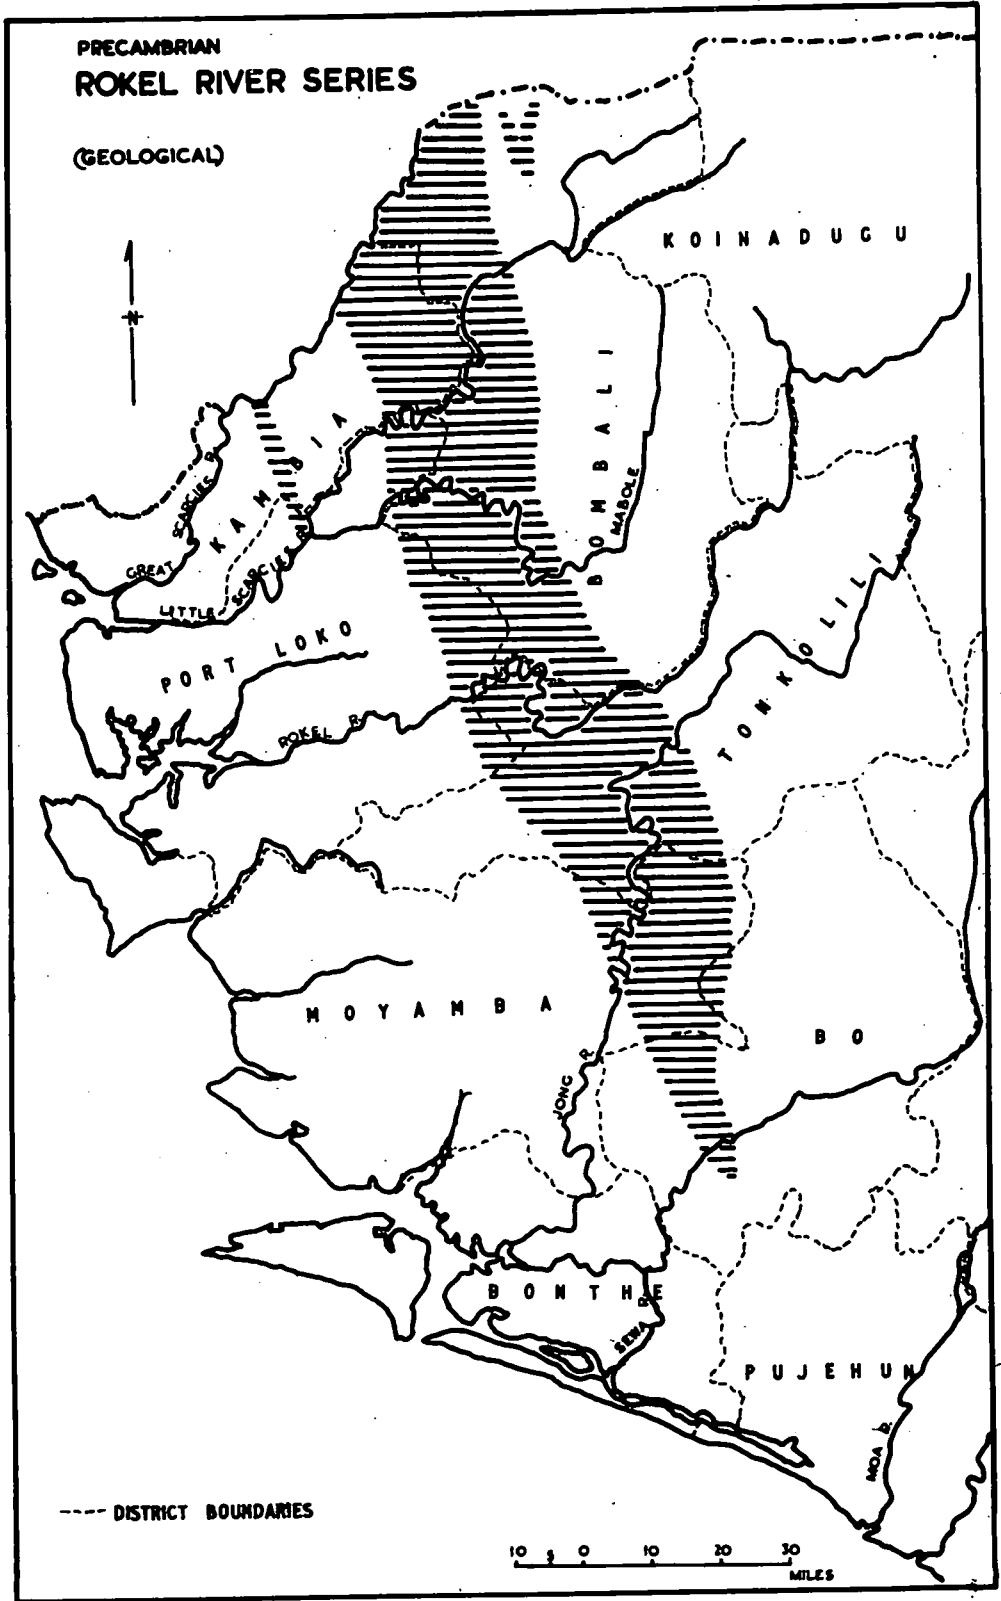 PRECAMBRIAN
ROKEL RIVER SERIES
(GEOLOGICAL)
N
KOINADUGU
BOMBALI
MABOLE
KAMBIA
GREAT SCARCIES R
LITTLE SCARCIES R
PORT LOKO
ROKEL R
TONKOLILI
MOYAMBA
BO
JONG R
BONTHE
SEWA R
PUJEHUN
MOA R
---- DISTRICT BOUNDARIES
10 5 0 10 20 30
MILES